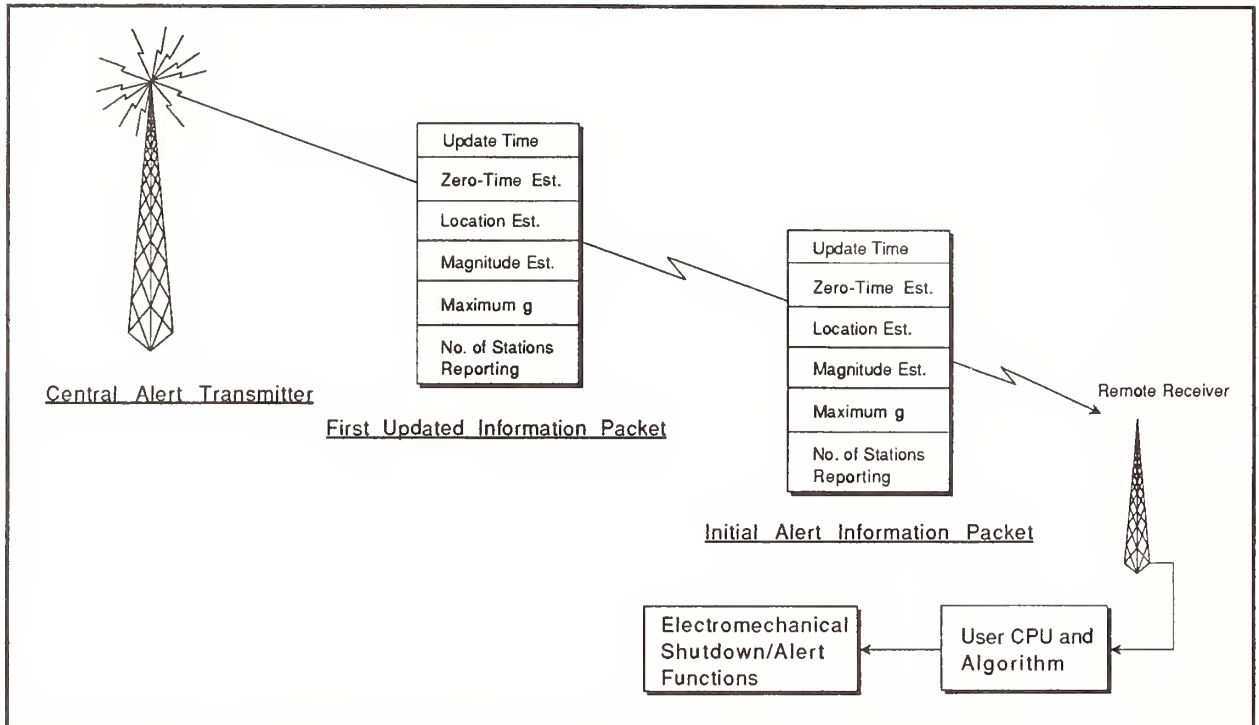 Update Time
Zero-Time Est.
Location Est.
Magnitude Est.
Maximum g
No. of Stations
Reporting
Central Alert Transmitter
First Updated Information Packet
Update Time
Zero-Time Est.
Location Est.
Magnitude Est.
Maximum g
No. of Stations
Reporting
Initial Alert Information Packet
Remote Receiver
Electromechanical
Shutdown/Alert
Functions
User CPU and
Algorithm